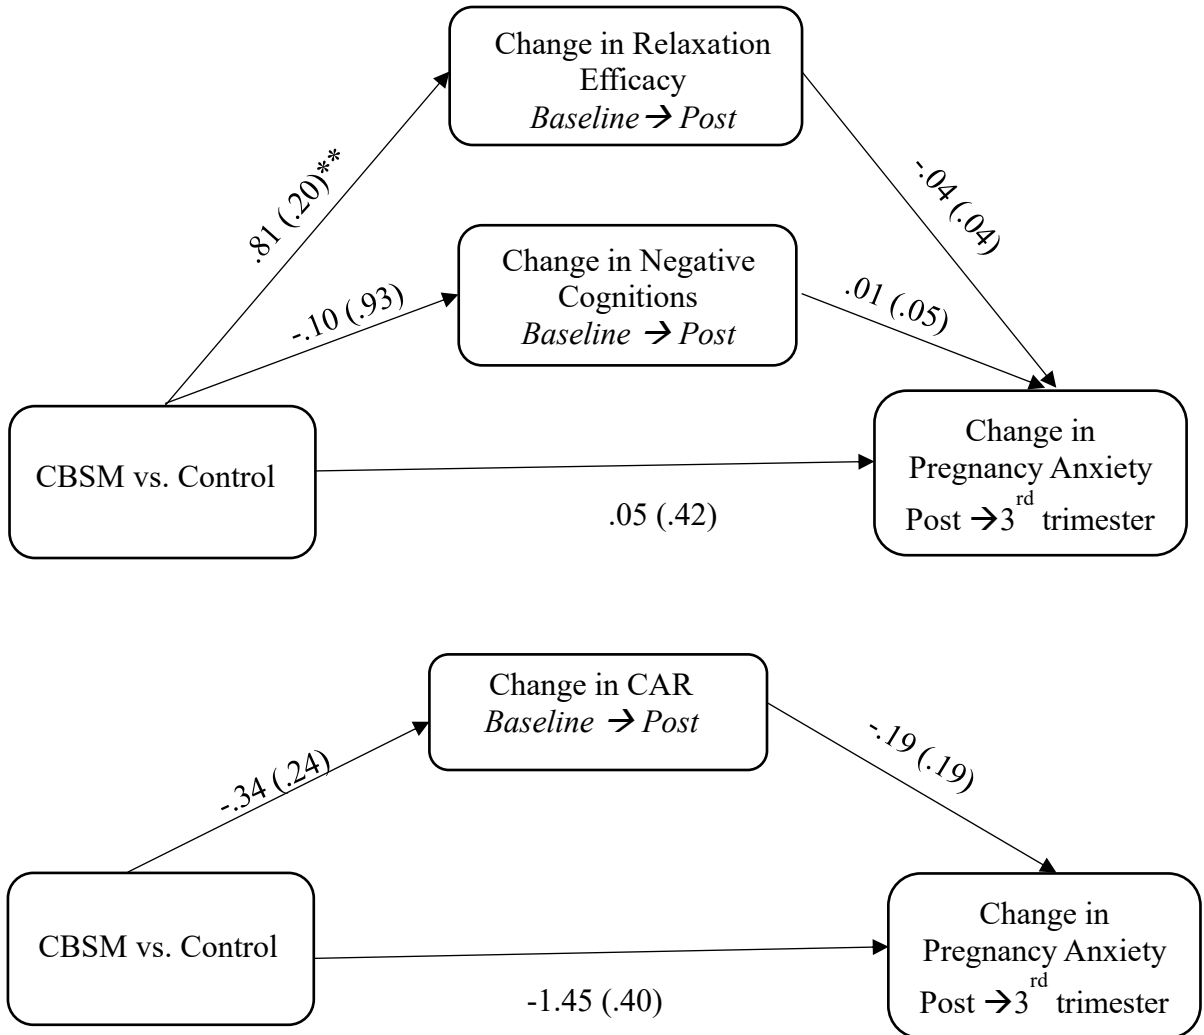 Change in Relaxation
Efficacy
Baseline → Post
.81 (.20)**
-.04 (.04)
Change in Negative
Cognitions
Baseline → Post
-.10 (.93)
.01 (.05)
CBSM vs. Control
Change in
Pregnancy Anxiety
Post →3rd trimester
.05 (.42)
Change in CAR
Baseline → Post
-.34 (.24)
-.19 (.19)
CBSM vs. Control
Change in
Pregnancy Anxiety
Post →3rd trimester
-1.45 (.40)